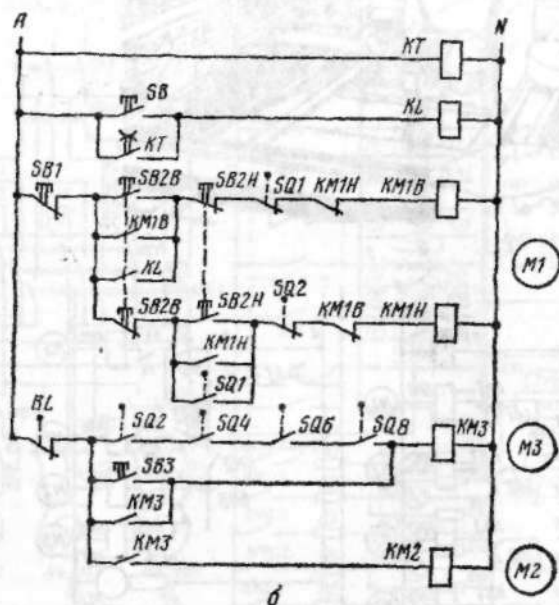 A N
KT
SB KL
KT
SB1 SB2B SB2H SQ1 KM1H KM1B
KM1B
M1
KL
SB2B SB2H SQ2 KM1B KM1H
KM1H
SQ1
BL SQ2 SQ4 SQ6 SQ8 KM3
M3
SB3
KM3
KM3 KM2
M2
б